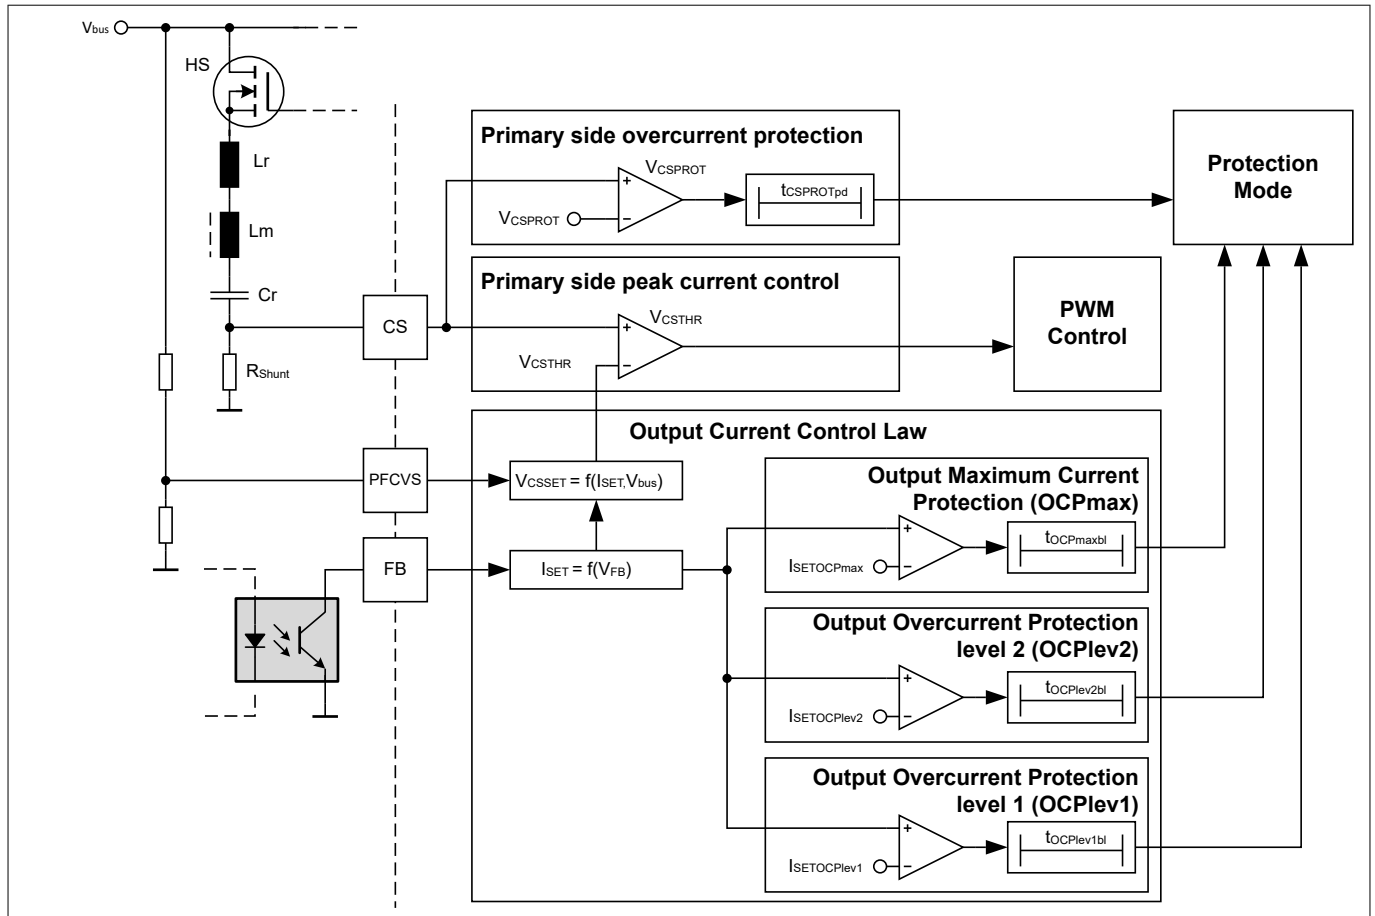 Vbus
HS
Lr
Lm
Cr
RShunt
CS
PFCVS
FB
Primary side overcurrent protection
VCSPROT
+
VCSPROT
−
tCSPROTpd
Protection
Mode
Primary side peak current control
VCSTHR
+
VCSTHR
−
PWM
Control
Output Current Control Law
VCSSET = f(ISET,Vbus)
ISET = f(VFB)
Output Maximum Current
Protection (OCPmax)
+
tOCPmaxbl
ISETOCPmax
−
Output Overcurrent Protection
level 2 (OCPlev2)
+
tOCPlev2bl
ISETOCPlev2
−
Output Overcurrent Protection
level 1 (OCPlev1)
+
tOCPlev1bl
ISETOCPlev1
−